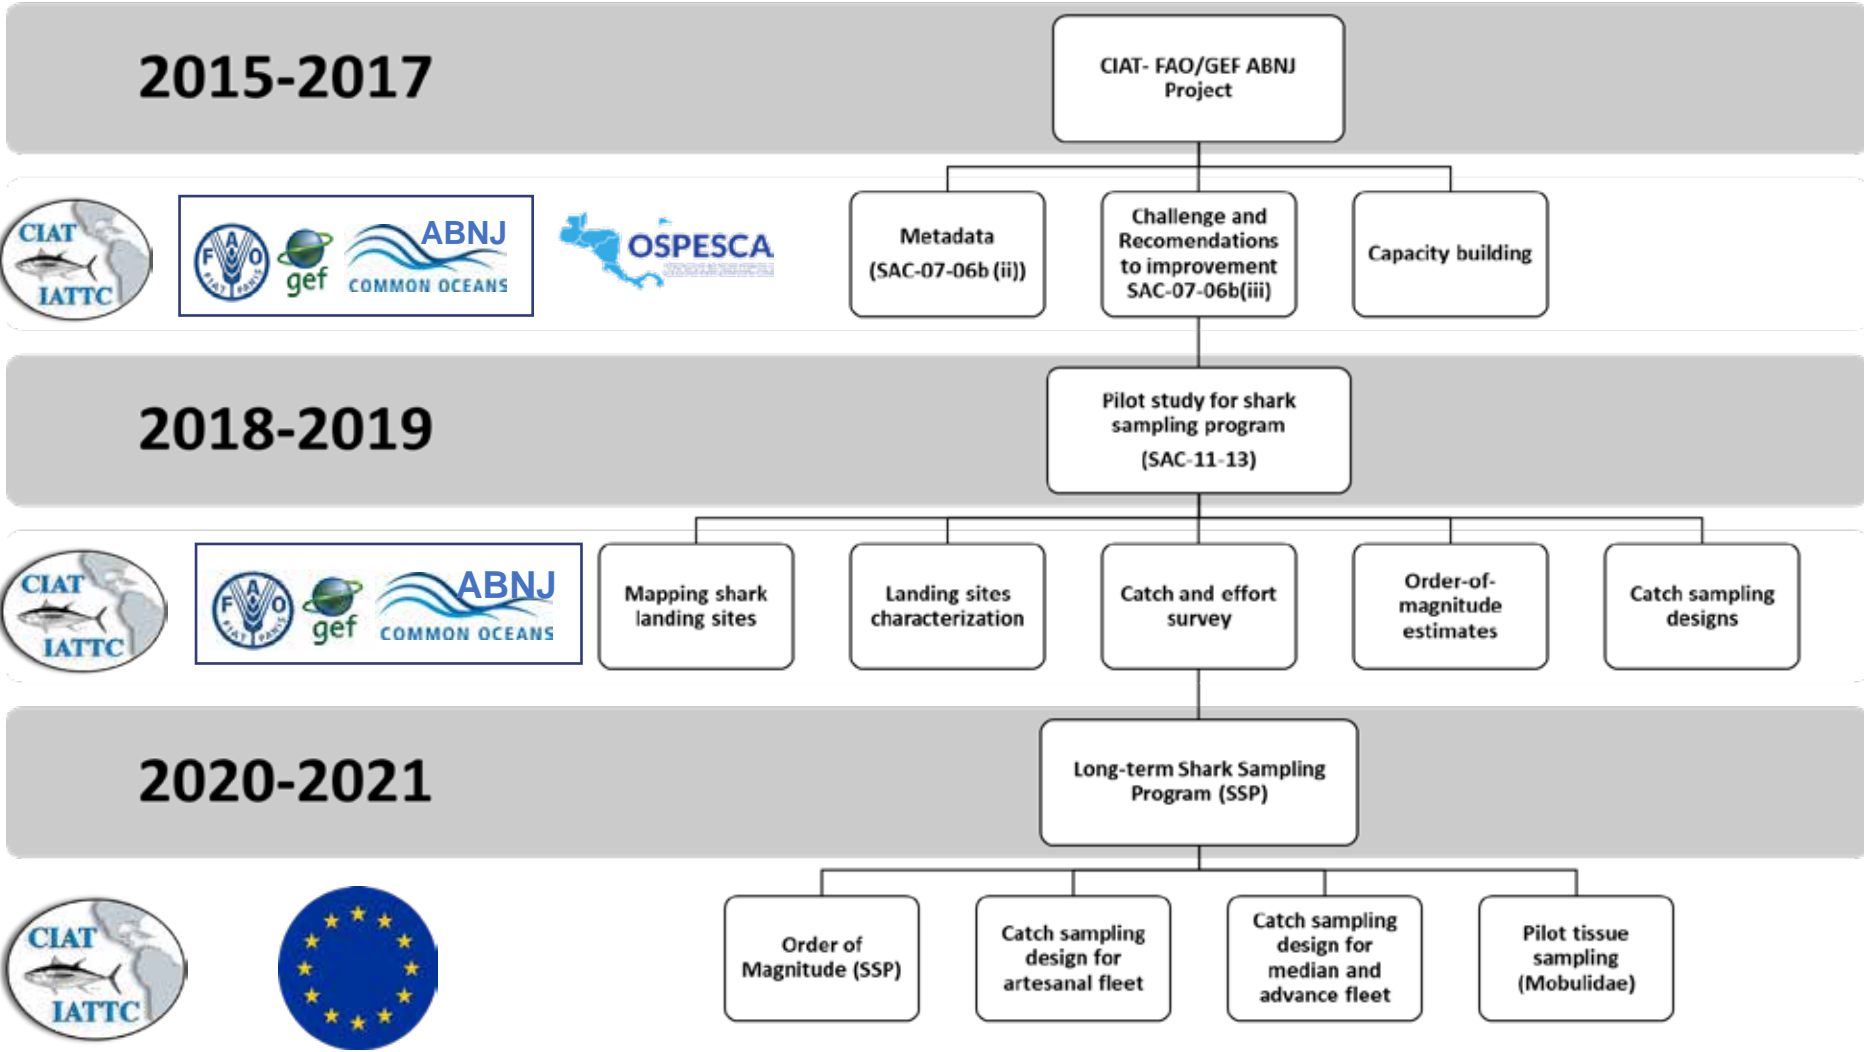 2015-2017
CIAT- FAO/GEF ABNJ
Project
CIAT
IATTC
F A O
FIAT PANIS
gef
ABNJ
COMMON OCEANS
OSPESCA
Metadata
(SAC-07-06b (ii))
Challenge and
Recomendations
to improvement
SAC-07-06b(iii)
Capacity building
2018-2019
Pilot study for shark
sampling program
(SAC-11-13)
CIAT
IATTC
F A O
FIAT PANIS
gef
ABNJ
COMMON OCEANS
Mapping shark
landing sites
Landing sites
characterization
Catch and effort
survey
Order-of-
magnitude
estimates
Catch sampling
designs
2020-2021
Long-term Shark Sampling
Program (SSP)
CIAT
IATTC
Order of
Magnitude (SSP)
Catch sampling
design for
artesanal fleet
Catch sampling
design for
median and
advance fleet
Pilot tissue
sampling
(Mobulidae)